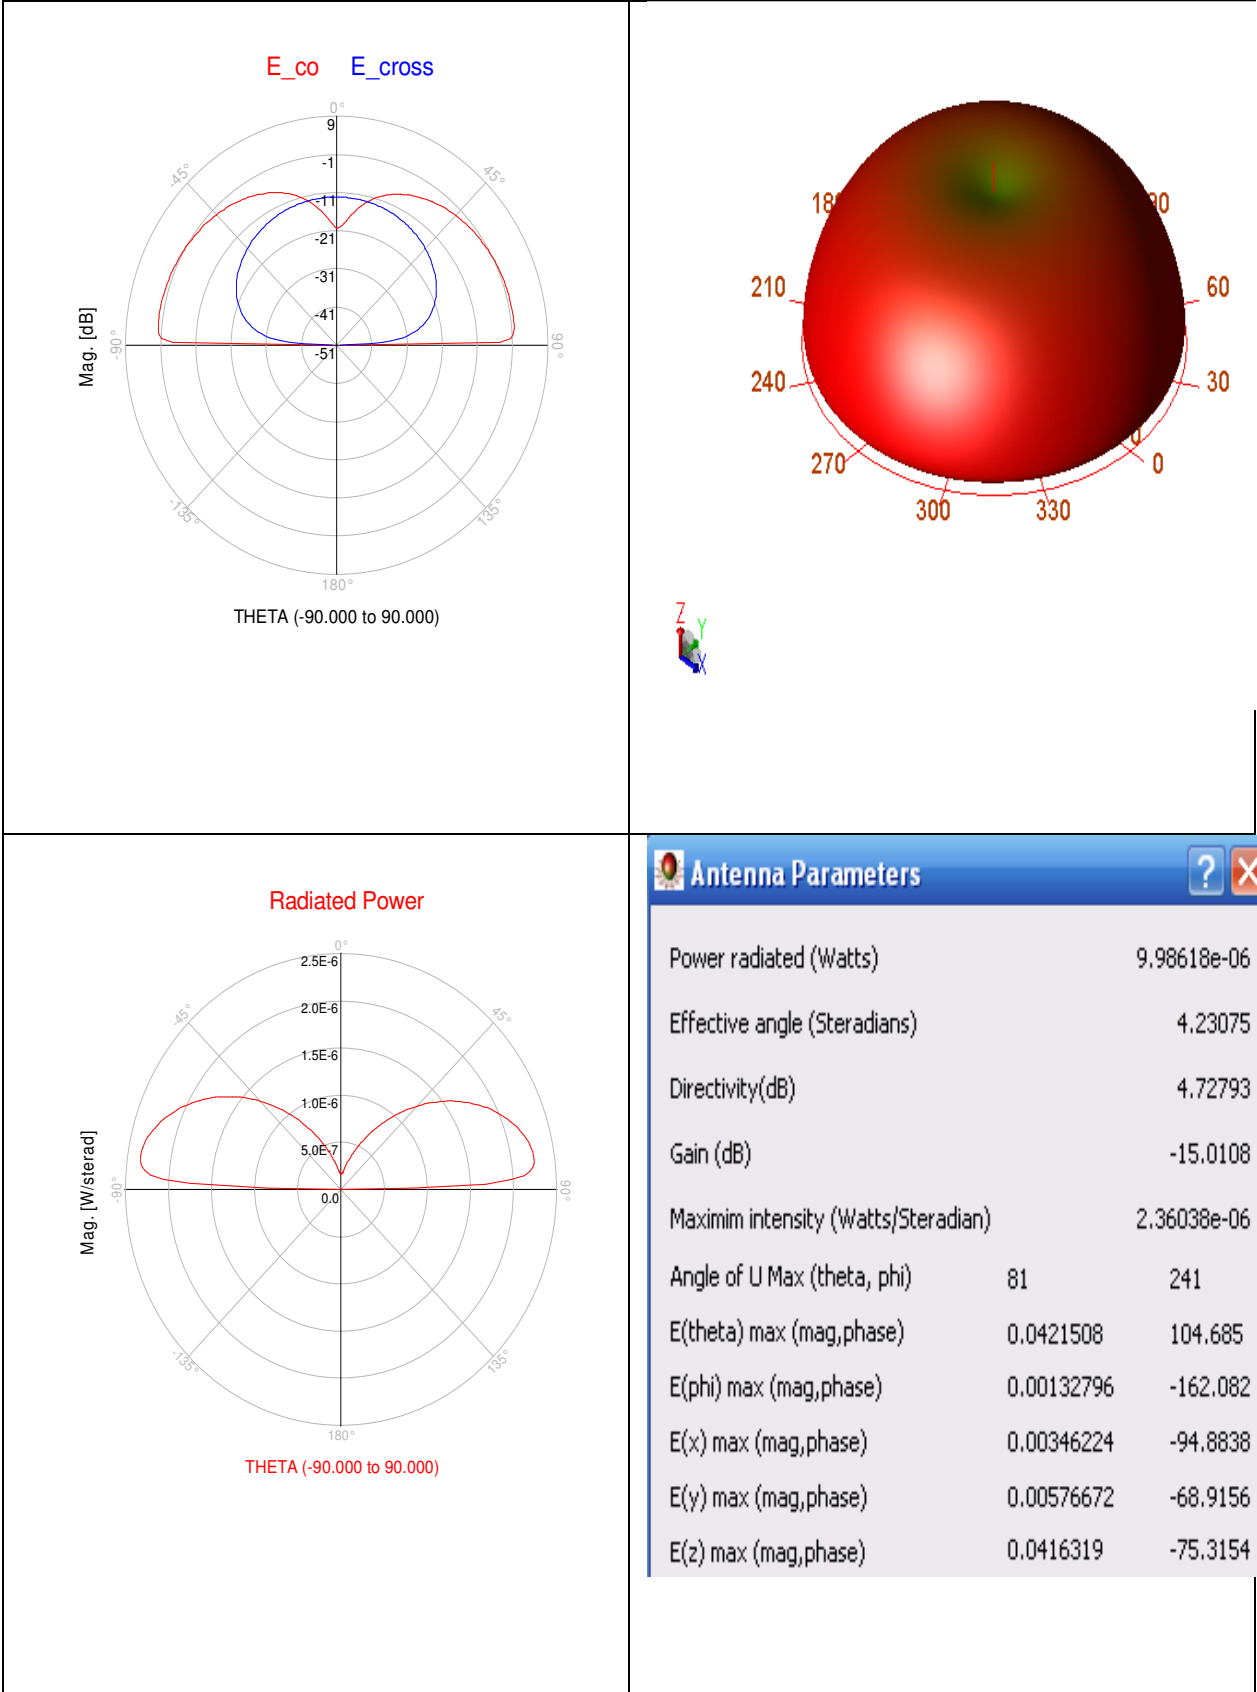 E_co E_cross
0°
9
-1
-45°
45°
-11
-21
-31
-41
-90°
-51
90°
Mag. [dB]
-135°
135°
180°
THETA (-90.000 to 90.000)
180
90
210
60
240
30
270
0
0
300
330
Z
Y
X
Radiated Power
0°
2.5E-6
2.0E-6
-45°
45°
1.5E-6
1.0E-6
5.0E-7
-90°
0.0
90°
Mag. [W/sterad]
-135°
135°
180°
THETA (-90.000 to 90.000)
Antenna Parameters
Power radiated (Watts) 9.98618e-06
Effective angle (Steradians) 4.23075
Directivity(dB) 4.72793
Gain (dB) -15.0108
Maximim intensity (Watts/Steradian) 2.36038e-06
Angle of U Max (theta, phi) 81 241
E(theta) max (mag,phase) 0.0421508 104.685
E(phi) max (mag,phase) 0.00132796 -162.082
E(x) max (mag,phase) 0.00346224 -94.8838
E(y) max (mag,phase) 0.00576672 -68.9156
E(z) max (mag,phase) 0.0416319 -75.3154